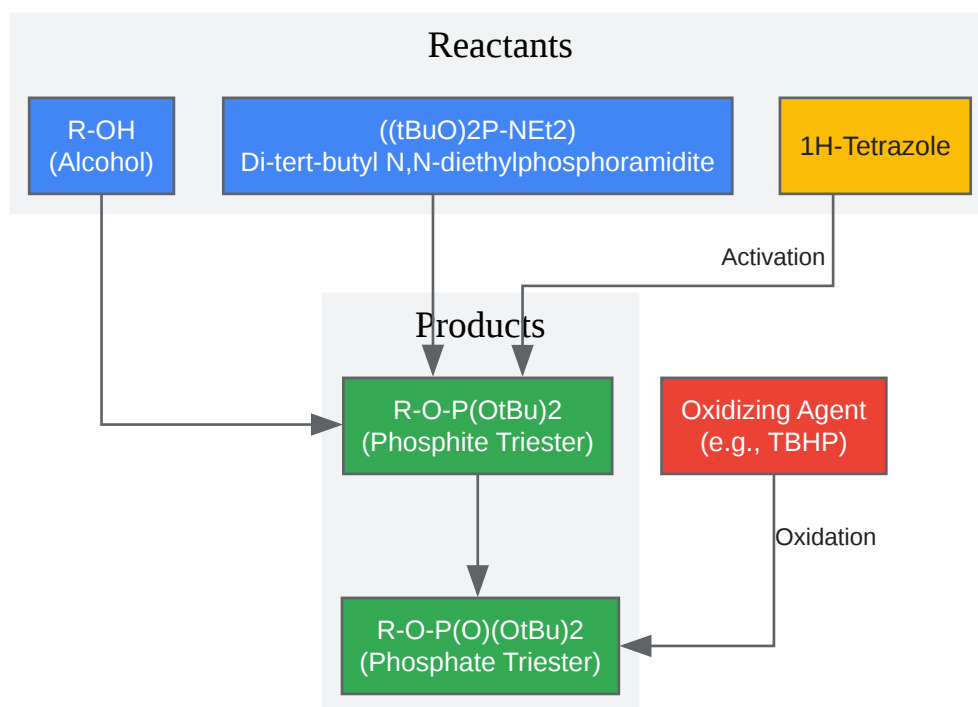 Reactants
R-OH
(Alcohol)
((tBuO)2P-NEt2)
Di-tert-butyl N,N-diethylphosphoramidite
1H-Tetrazole
Activation
Products
R-O-P(OtBu)2
(Phosphite Triester)
Oxidizing Agent
(e.g., TBHP)
Oxidation
R-O-P(O)(OtBu)2
(Phosphate Triester)